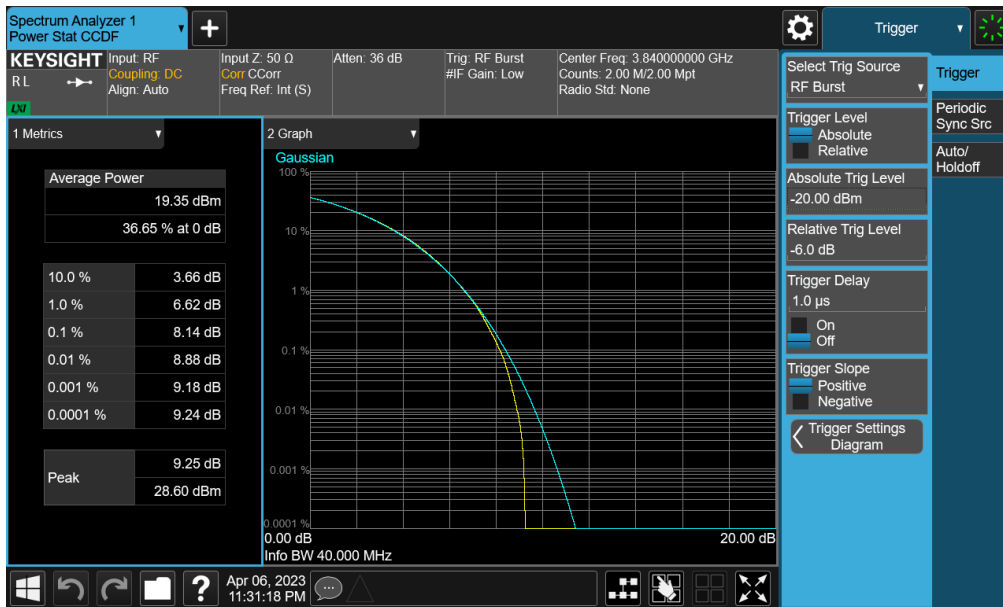 Spectrum Analyzer 1
Power Stat CCDF
Trigger
KEYSIGHT
R L
LXI
Input: RF
Coupling: DC
Align: Auto
Input Z: 50 Ω
Corr CCorr
Freq Ref: Int (S)
Atten: 36 dB
Trig: RF Burst
#IF Gain: Low
Center Freq: 3.840000000 GHz
Counts: 2.00 M/2.00 Mpt
Radio Std: None
1 Metrics
Average Power
19.35 dBm
36.65 % at 0 dB
10.0 % 3.66 dB
1.0 % 6.62 dB
0.1 % 8.14 dB
0.01 % 8.88 dB
0.001 % 9.18 dB
0.0001 % 9.24 dB
Peak
9.25 dB
28.60 dBm
2 Graph
Gaussian
100 %
10 %
1 %
0.1 %
0.01 %
0.001 %
0.0001 %
0.00 dB
20.00 dB
Info BW 40.000 MHz
Select Trig Source
RF Burst
Trigger Level
Absolute
Relative
Absolute Trig Level
-20.00 dBm
Relative Trig Level
-6.0 dB
Trigger Delay
1.0 µs
On
Off
Trigger Slope
Positive
Negative
Trigger Settings
Diagram
Trigger
Periodic
Sync Src
Auto/
Holdoff
?
Apr 06, 2023
11:31:18 PM